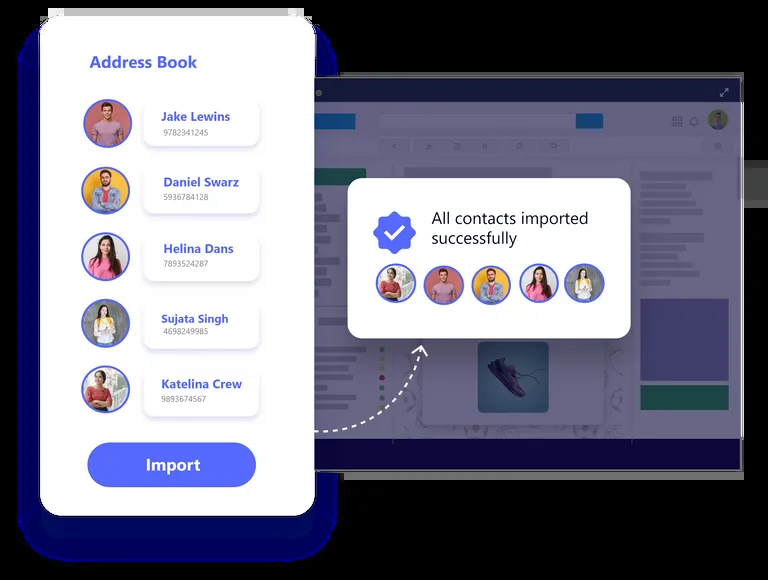 Address Book
Jake Lewins
9782341245
Daniel Swarz
5936784128
Helina Dans
7893524287
Sujata Singh
4698249985
Katelina Crew
9893674567
Import
All contacts imported
successfully